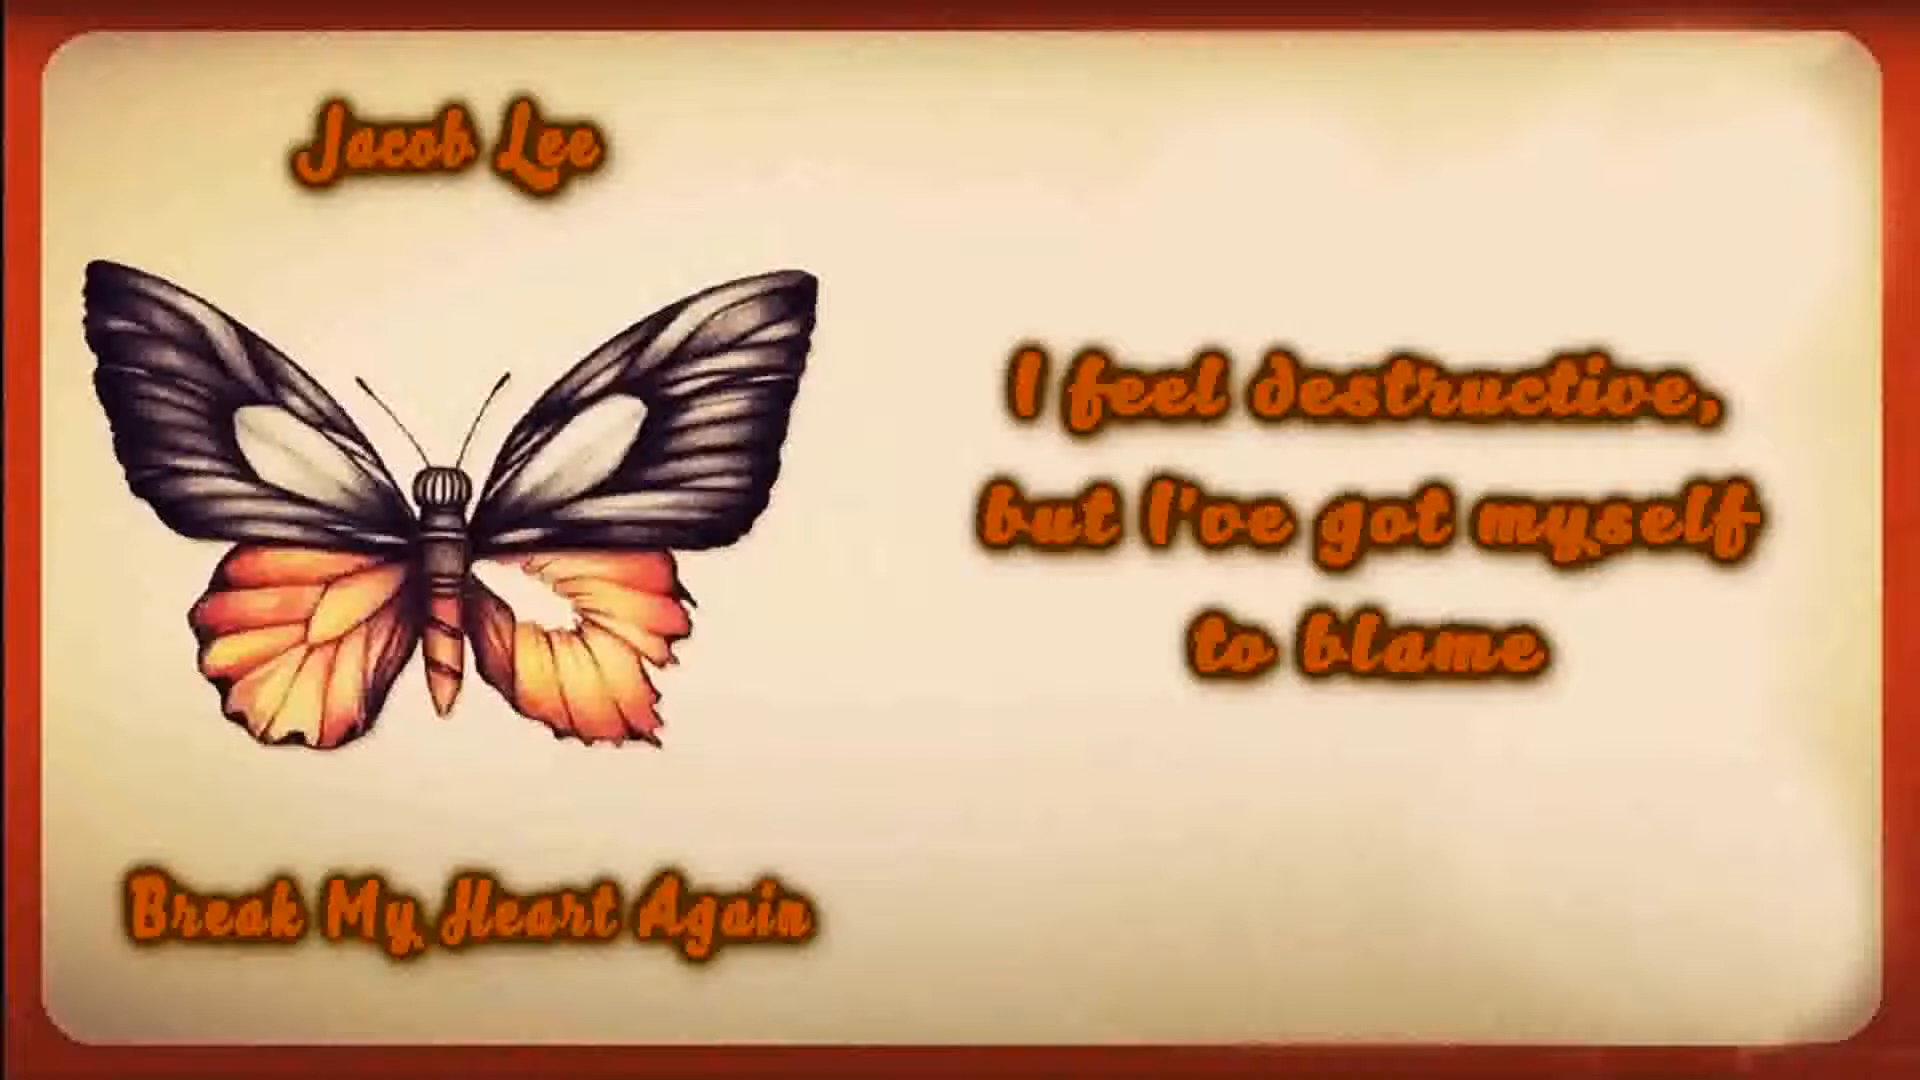 Jacob Lee
I feel destructive,
but I've got myself
to blame
Break My Heart Again